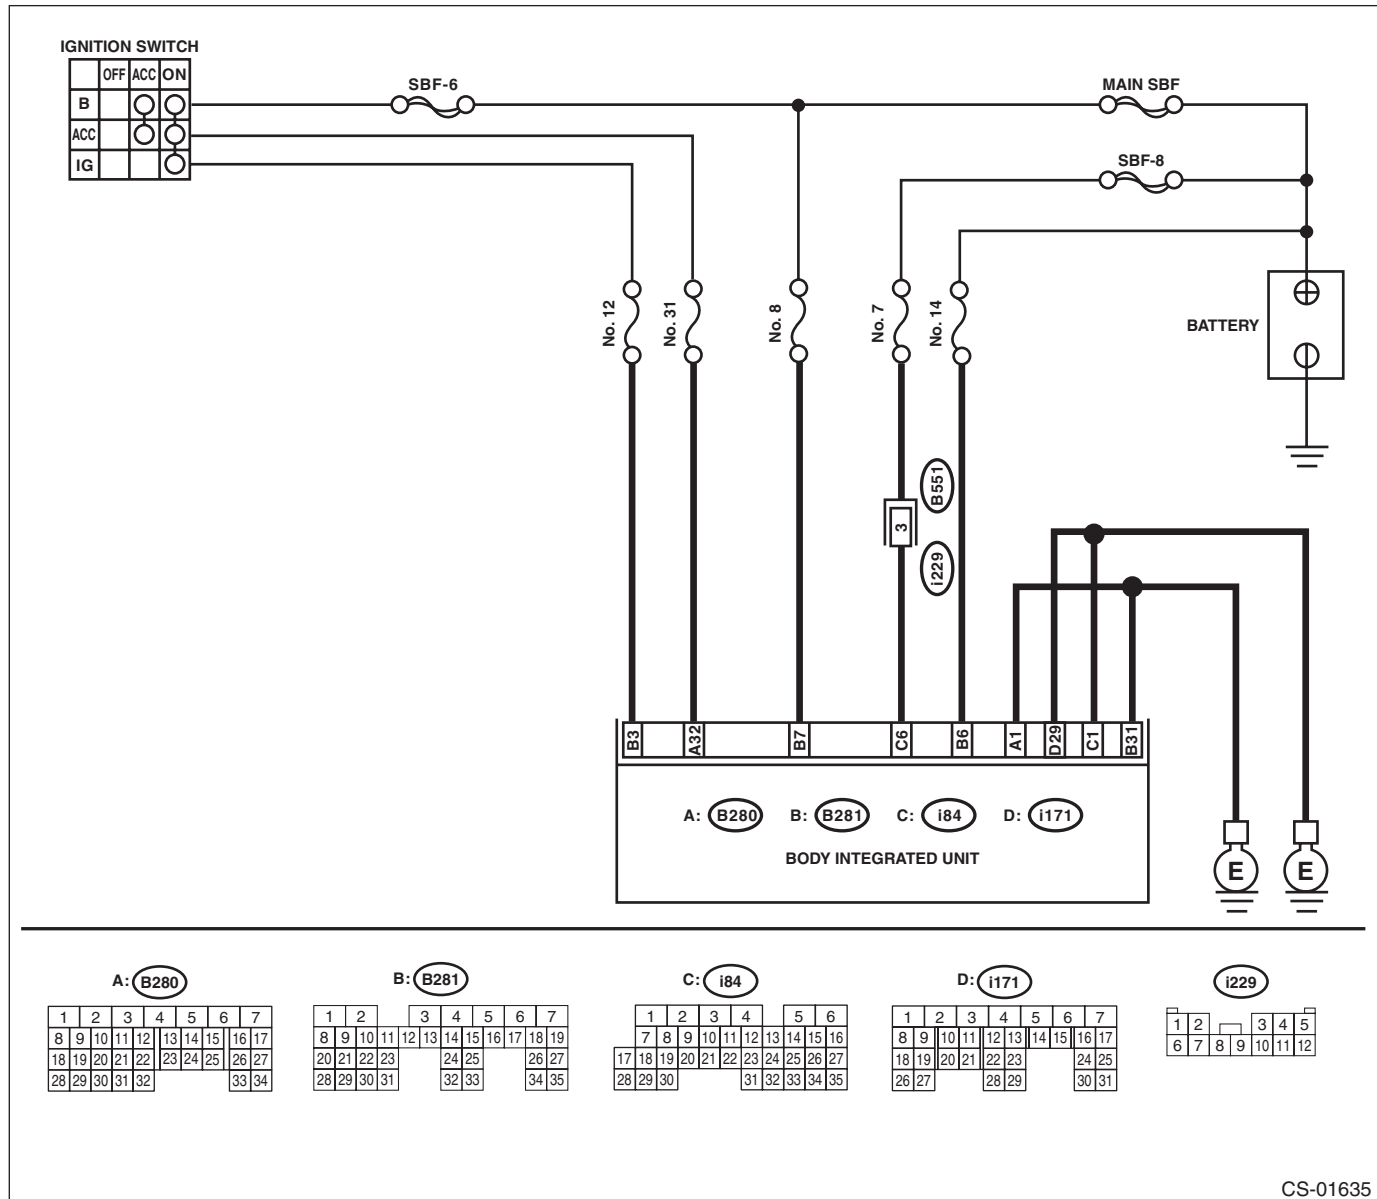 IGNITION SWITCH
OFF ACC ON
B
ACC
IG
SBF-6
MAIN SBF
SBF-8
No. 12
No. 31
No. 8
No. 7
No. 14
BATTERY
B551
3
i229
B3 A32 B7 C6 B6 A1 D29 C1 B31
A: B280 B: B281 C: i84 D: i171
BODY INTEGRATED UNIT
E E
A: B280
1 2 3 4 5 6 7
8 9 10 11 12 13 14 15 16 17
18 19 20 21 22 23 24 25 26 27
28 29 30 31 32 33 34
B: B281
1 2 3 4 5 6 7
8 9 10 11 12 13 14 15 16 17 18 19
20 21 22 23 24 25 26 27
28 29 30 31 32 33 34 35
C: i84
1 2 3 4 5 6
7 8 9 10 11 12 13 14 15 16
17 18 19 20 21 22 23 24 25 26 27
28 29 30 31 32 33 34 35
D: i171
1 2 3 4 5 6 7
8 9 10 11 12 13 14 15 16 17
18 19 20 21 22 23 24 25
26 27 28 29 30 31
i229
1 2 3 4 5
6 7 8 9 10 11 12
CS-01635